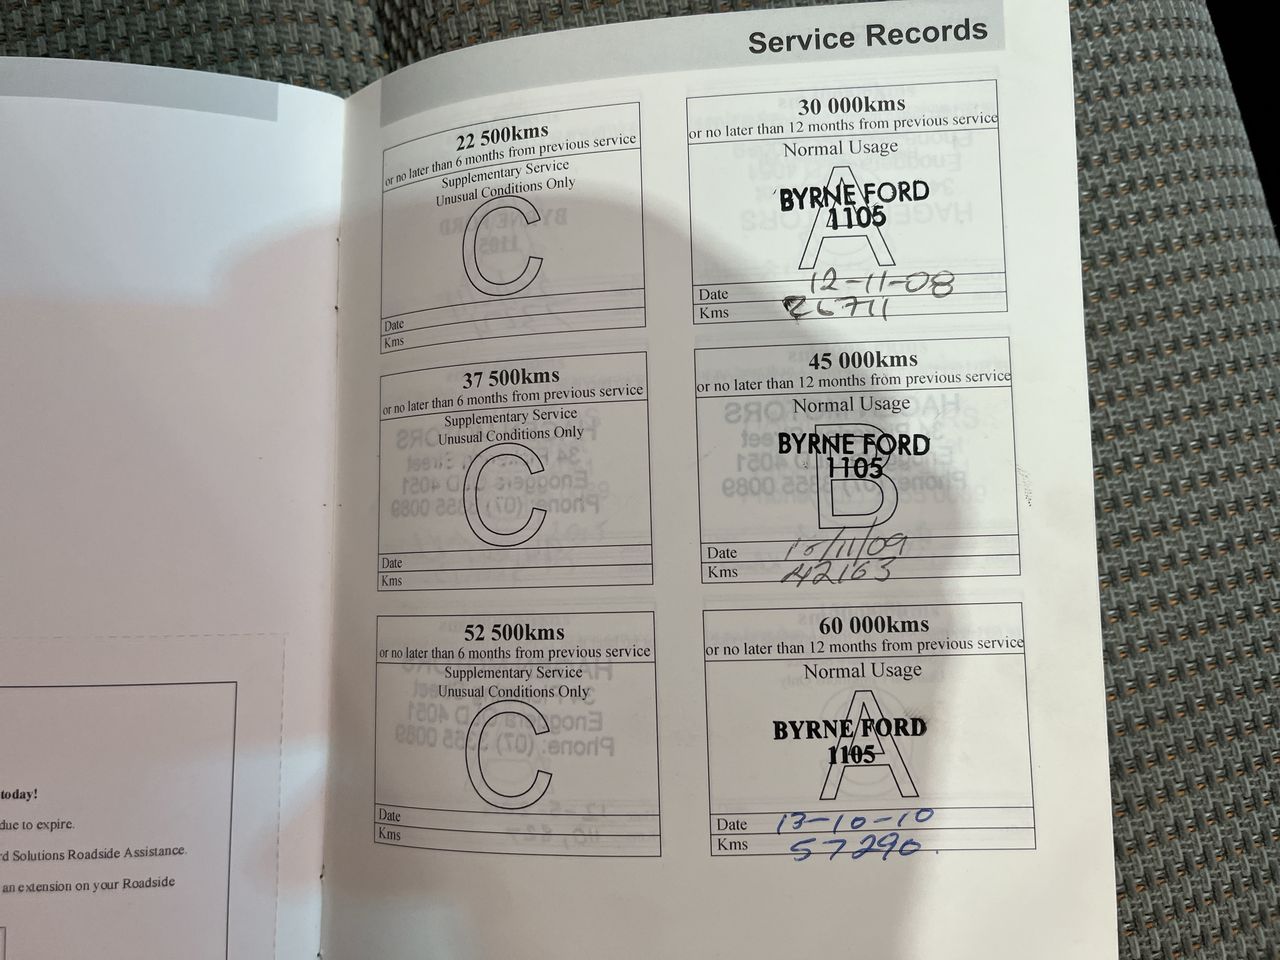 Service Records
22 500kms
or no later than 6 months from previous service
Supplementary Service
Unusual Conditions Only
C
Date
Kms
30 000kms
or no later than 12 months from previous service
Normal Usage
A
BYRNE FORD
1105
Date 12-11-08
Kms 26711
37 500kms
or no later than 6 months from previous service
Supplementary Service
Unusual Conditions Only
C
Date
Kms
45 000kms
or no later than 12 months from previous service
Normal Usage
B
BYRNE FORD
1105
Date /11/09
Kms 42163
52 500kms
or no later than 6 months from previous service
Supplementary Service
Unusual Conditions Only
C
Date
Kms
60 000kms
or no later than 12 months from previous service
Normal Usage
A
BYRNE FORD
1105
Date 13-10-10
Kms 57290.
today!
due to expire.
Solutions Roadside Assistance.
an extension on your Roadside